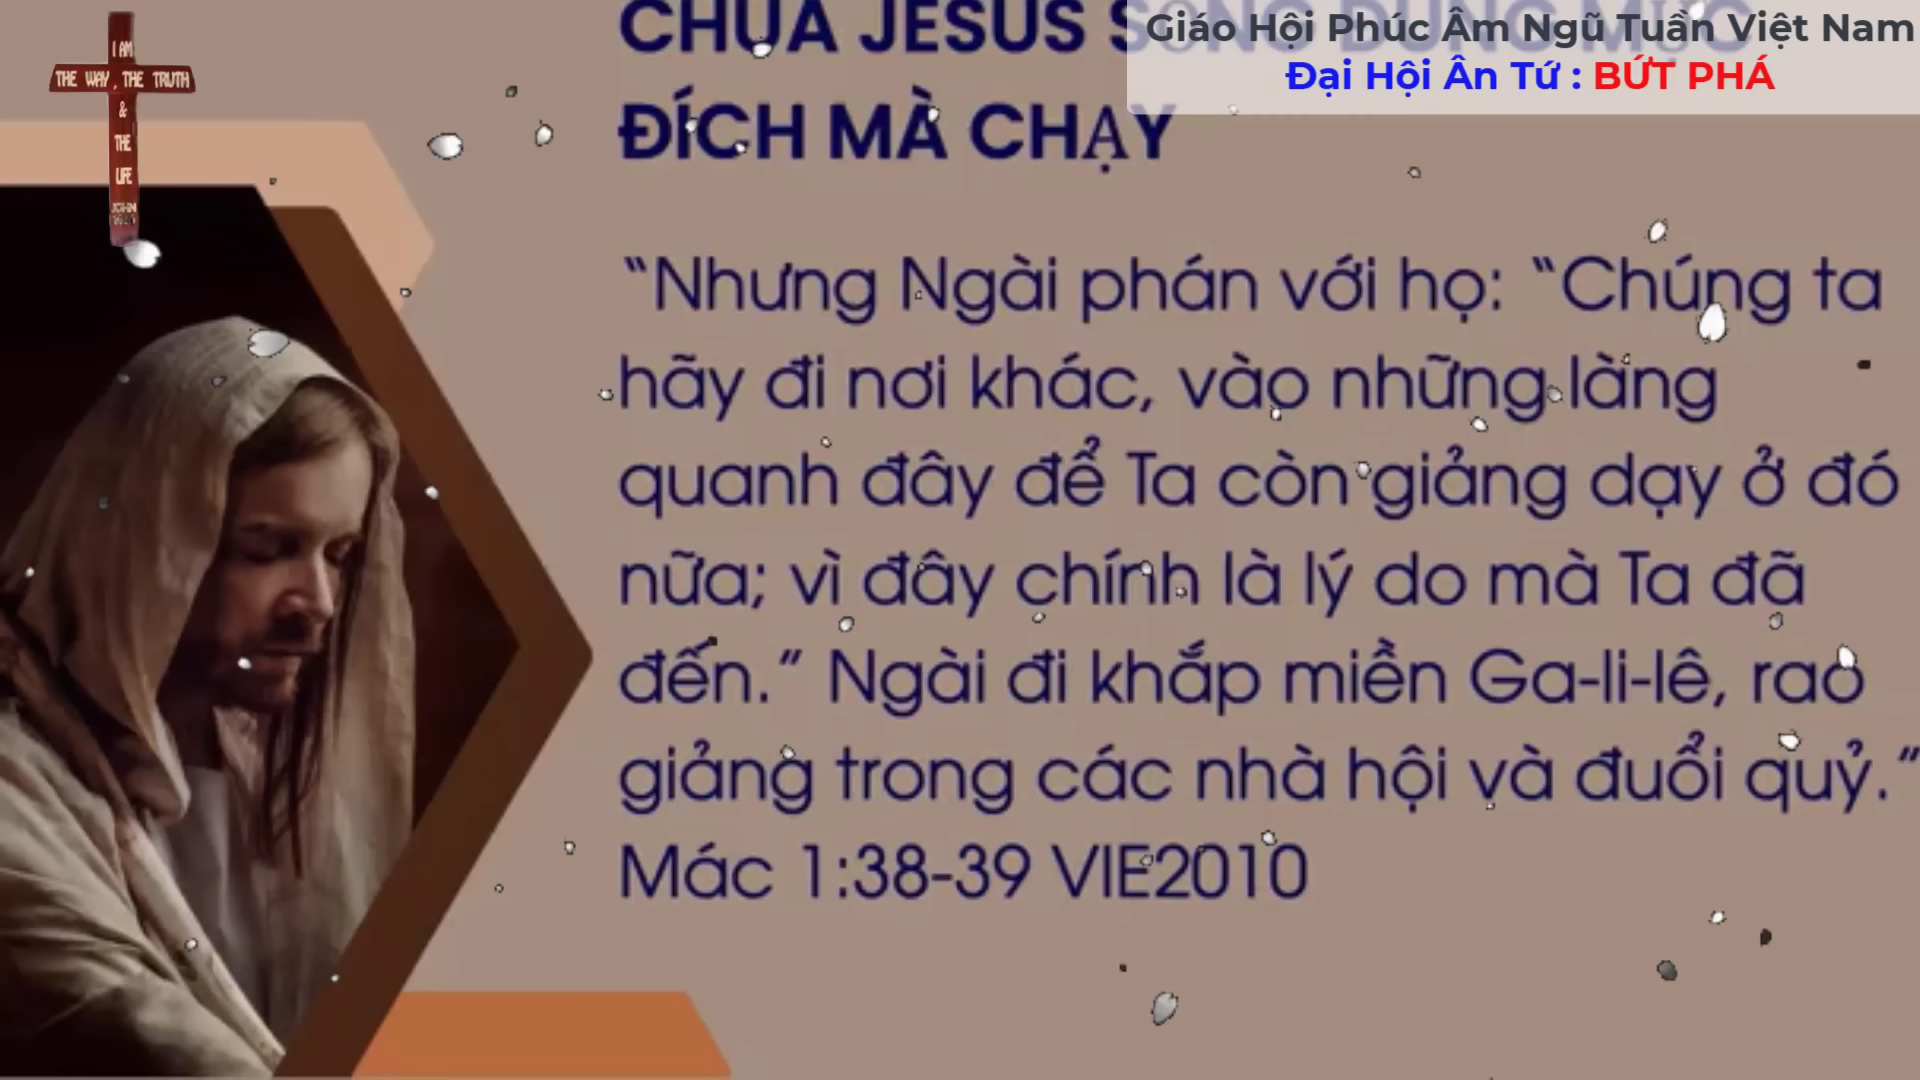 I AM
THE WAY, THE TRUTH
&
THE
LIFE
Giáo Hội Phúc Âm Ngũ Tuần Việt Nam
Đại Hội Ân Tứ : BỨT PHÁ
CHÚA JESUS SỐNG ĐÚNG MỤC
ĐÍCH MÀ CHẠY
“Nhưng Ngài phán với họ: “Chúng ta
hãy đi nơi khác, vào những làng
quanh đây để Ta còn giảng dạy ở đó
nữa; vì đây chính là lý do mà Ta đã
đến.” Ngài đi khắp miền Ga-li-lê, rao
giảng trong các nhà hội và đuổi quỷ.”
Mác 1:38-39 VIE2010